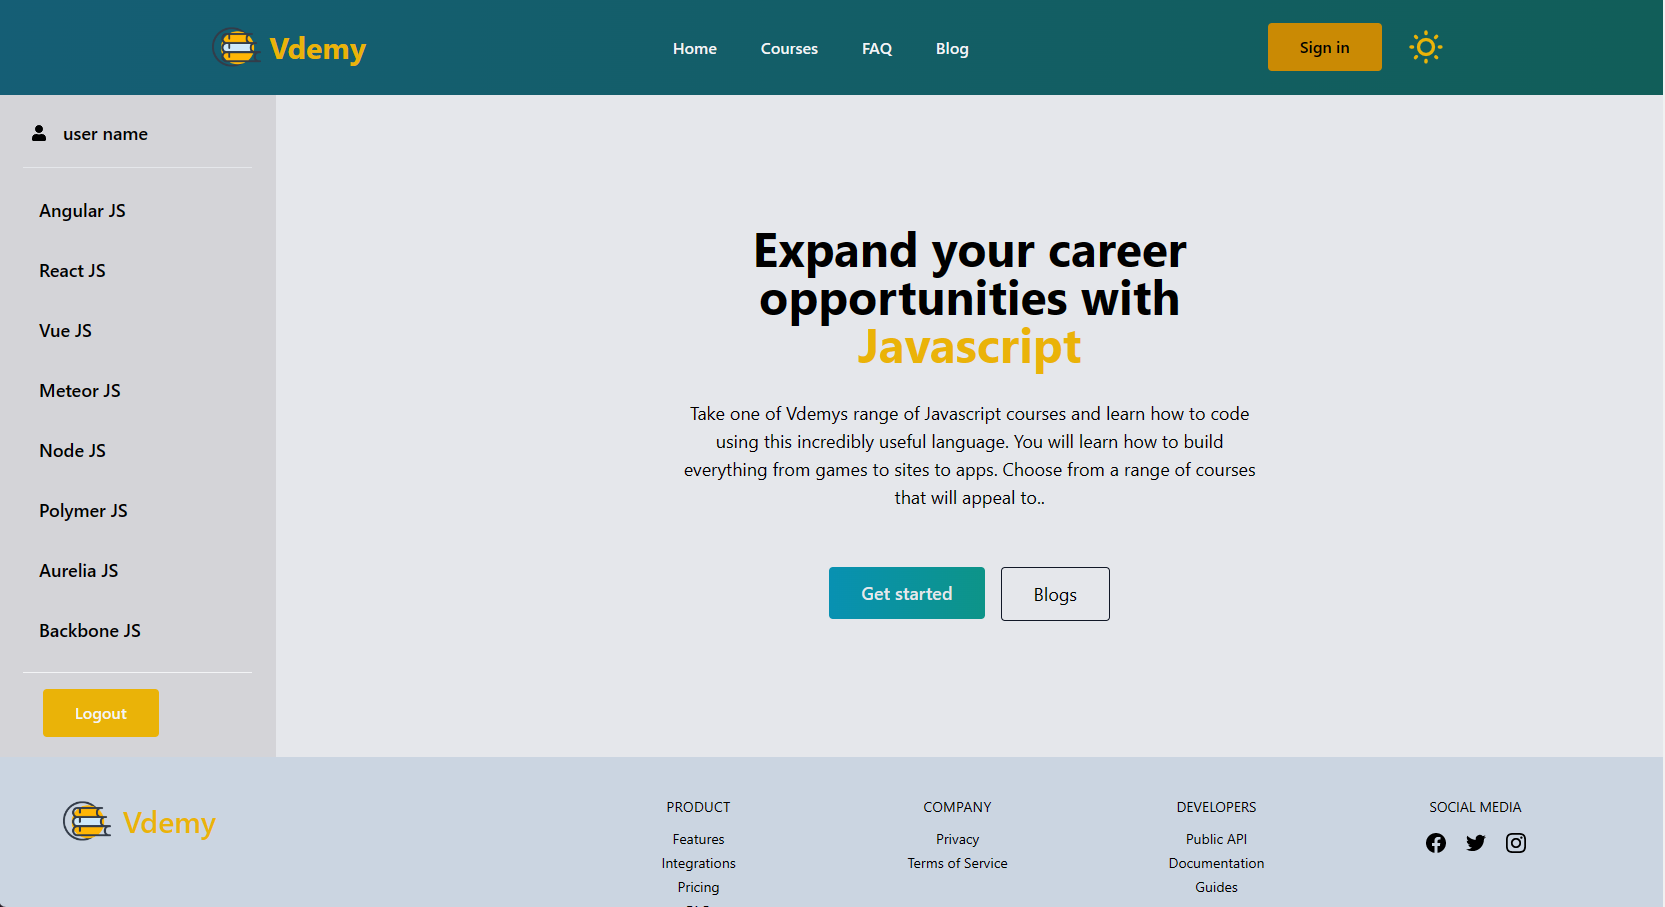 Vdemy
Home Courses FAQ Blog
Sign in
user name
Angular JS
React JS
Vue JS
Meteor JS
Node JS
Polymer JS
Aurelia JS
Backbone JS
Logout
Expand your career
opportunities with
Javascript
Take one of Vdemys range of Javascript courses and learn how to code
using this incredibly useful language. You will learn how to build
everything from games to sites to apps. Choose from a range of courses
that will appeal to..
Get started
Blogs
Vdemy
PRODUCT
Features
Integrations
Pricing
COMPANY
Privacy
Terms of Service
DEVELOPERS
Public API
Documentation
Guides
SOCIAL MEDIA